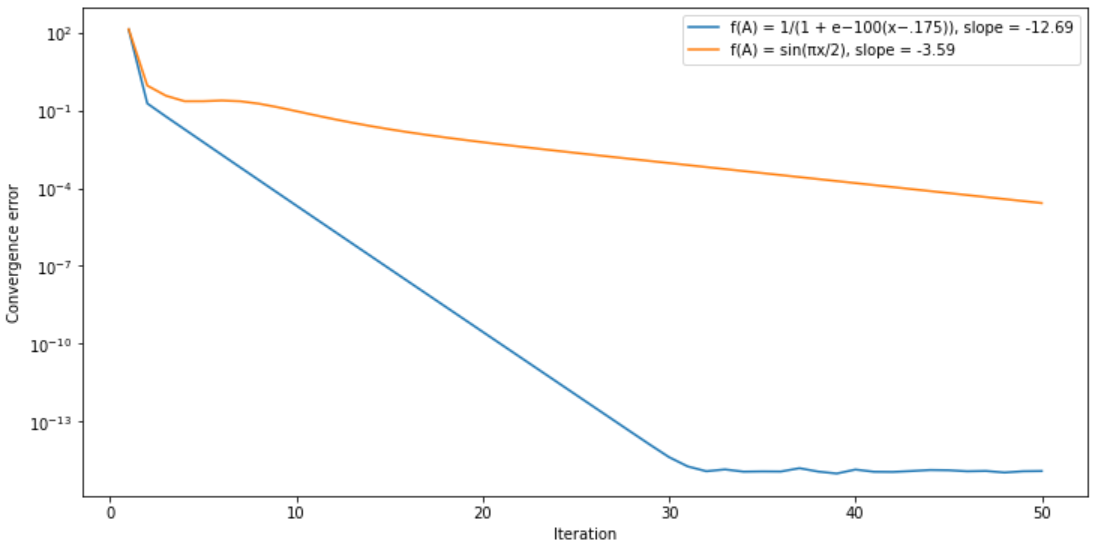 f(A) = 1/(1 + e−100(x−.175)), slope = -12.69
f(A) = sin(πx/2), slope = -3.59
Convergence error
10²
10⁻¹
10⁻⁴
10⁻⁷
10⁻¹⁰
10⁻¹³
0 10 20 30 40 50
Iteration